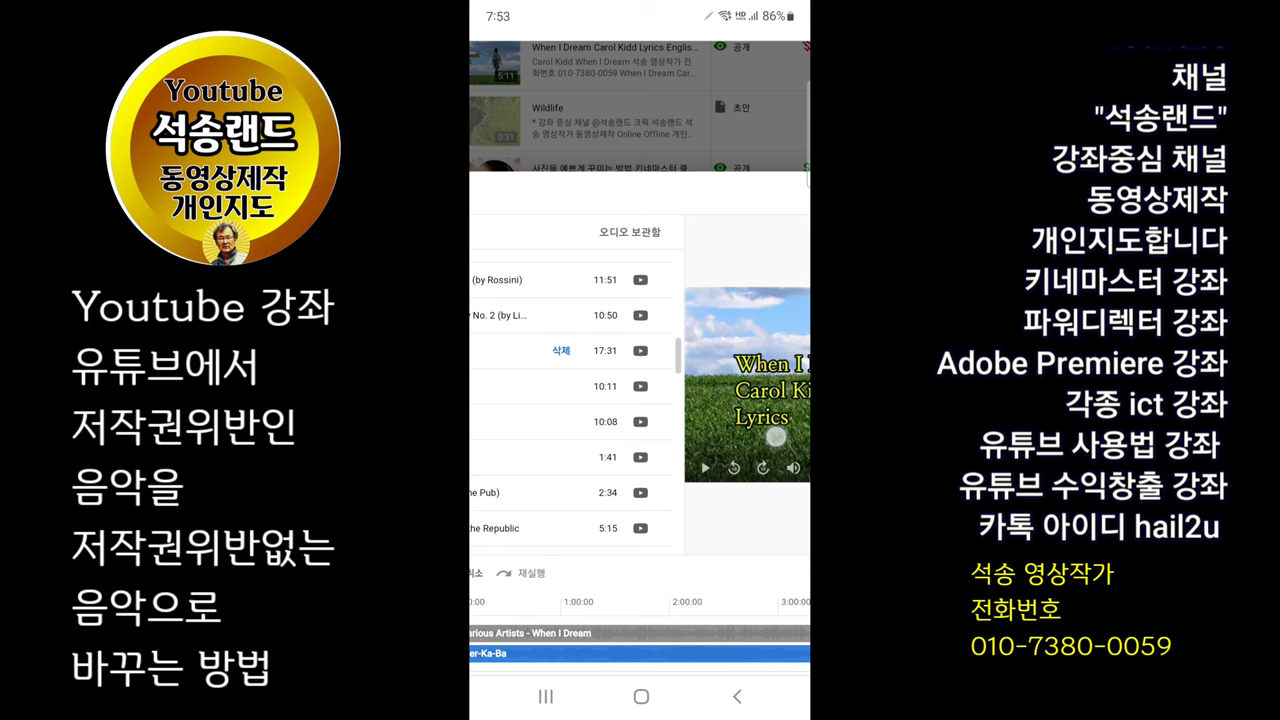 Youtube
석송랜드
동영상제작
개인지도
Youtube 강좌
유튜브에서
저작권위반인
음악을
저작권위반없는
음악으로
바꾸는 방법
7:53
86%
When I Dream Carol Kidd Lyrics Englis...
공개
Carol Kidd When I Dream 석송 영상작가 전
화번호 010-7380-0059 When I Dream Car...
5:11
Wildlife
초안
* 강좌 중심 채널 @석송랜드 크릭 석송랜드 석
송 영상작가 동영상제작 Online Offline 개인...
0:31
사진을 예쁘게 꾸미는 방법 키네마스터 클...
공개
오디오 보관함
(by Rossini)
11:51
No. 2 (by Li...
10:50
삭제
17:31
10:11
10:08
1:41
he Pub)
2:34
the Republic
5:15
When I
Carol Ki
Lyrics
취소
재실행
0:00
1:00:00
2:00:00
3:00:00
arious Artists - When I Dream
er-Ka-Ba
채널
"석송랜드"
강좌중심 채널
동영상제작
개인지도합니다
키네마스터 강좌
파워디렉터 강좌
Adobe Premiere 강좌
각종 ict 강좌
유튜브 사용법 강좌
유튜브 수익창출 강좌
카톡 아이디 hail2u
석송 영상작가
전화번호
010-7380-0059